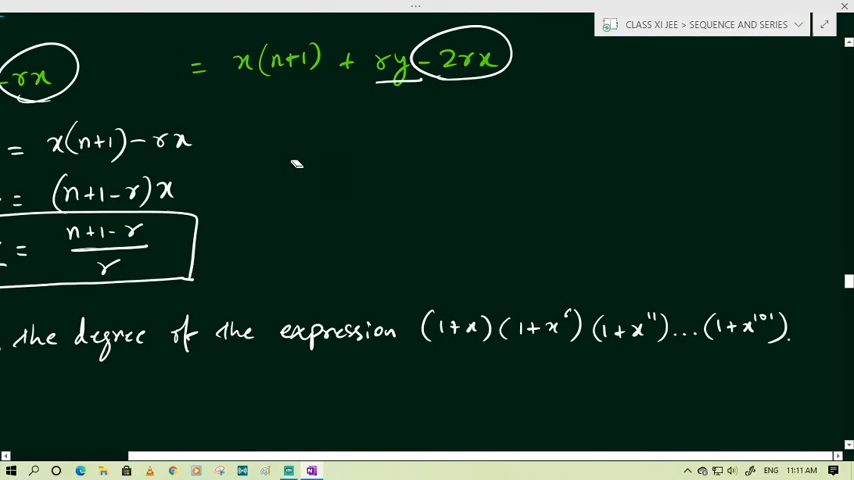 CLASS XI JEE > SEQUENCE AND SERIES
-rx = x(n+1) + ry - 2rx
= x(n+1) - rx
= (n+1-r)x
= n+1-r / r
the degree of the expression (1+x)(1+x⁶)(1+x¹¹)...(1+x¹⁰¹).
ENG 11:11 AM